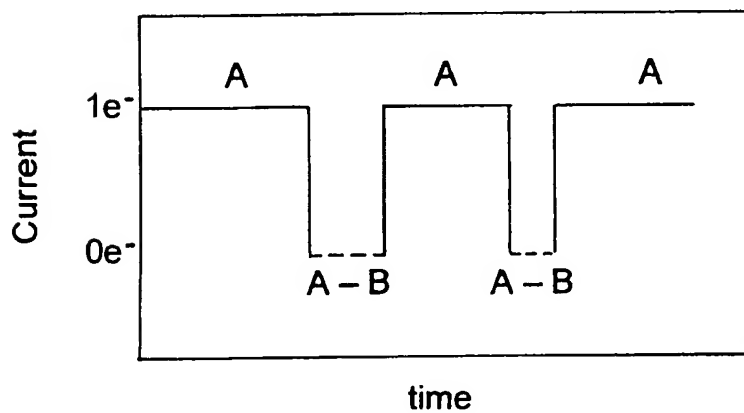 A A A
1e-
Current
0e-
A – B A – B
time